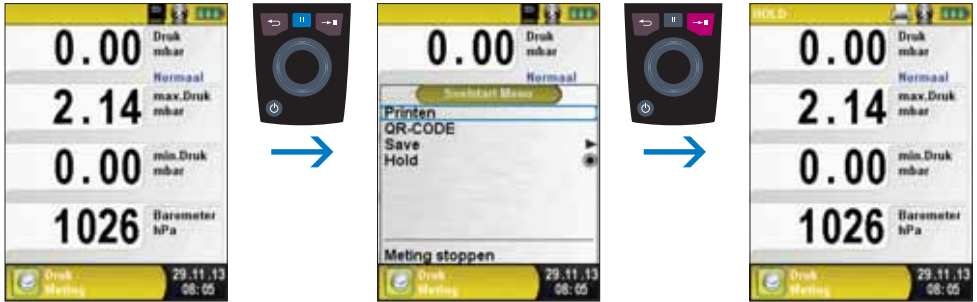 0.00 Druk
mbar
Normaal
2.14 max.Druk
mbar
0.00 min.Druk
mbar
1026 Barometer
hPa
Druk
Meting
29.11.13
08:05
0.00 Druk
mbar
Normaal
Snelstart Menu
Printen
QR-CODE
Save
Hold
Meting stoppen
Druk
Meting
29.11.13
08:05
HOLD
0.00 Druk
mbar
Normaal
2.14 max.Druk
mbar
0.00 min.Druk
mbar
1026 Barometer
hPa
Druk
Meting
29.11.13
08:05